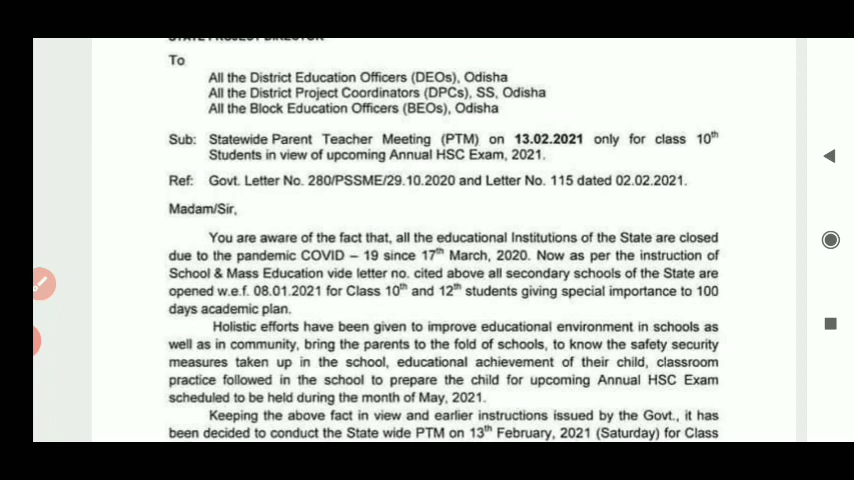 STATE PROJECT DIRECTOR
To
All the District Education Officers (DEOs), Odisha
All the District Project Coordinators (DPCs), SS, Odisha
All the Block Education Officers (BEOs), Odisha
Sub: Statewide Parent Teacher Meeting (PTM) on 13.02.2021 only for class 10th
Students in view of upcoming Annual HSC Exam, 2021.
Ref: Govt. Letter No. 280/PSSME/29.10.2020 and Letter No. 115 dated 02.02.2021.
Madam/Sir,
You are aware of the fact that, all the educational Institutions of the State are closed
due to the pandemic COVID – 19 since 17th March, 2020. Now as per the instruction of
School & Mass Education vide letter no. cited above all secondary schools of the State are
opened w.e.f. 08.01.2021 for Class 10th and 12th students giving special importance to 100
days academic plan.
Holistic efforts have been given to improve educational environment in schools as
well as in community, bring the parents to the fold of schools, to know the safety security
measures taken up in the school, educational achievement of their child, classroom
practice followed in the school to prepare the child for upcoming Annual HSC Exam
scheduled to be held during the month of May, 2021.
Keeping the above fact in view and earlier instructions issued by the Govt., it has
been decided to conduct the State wide PTM on 13th February, 2021 (Saturday) for Class